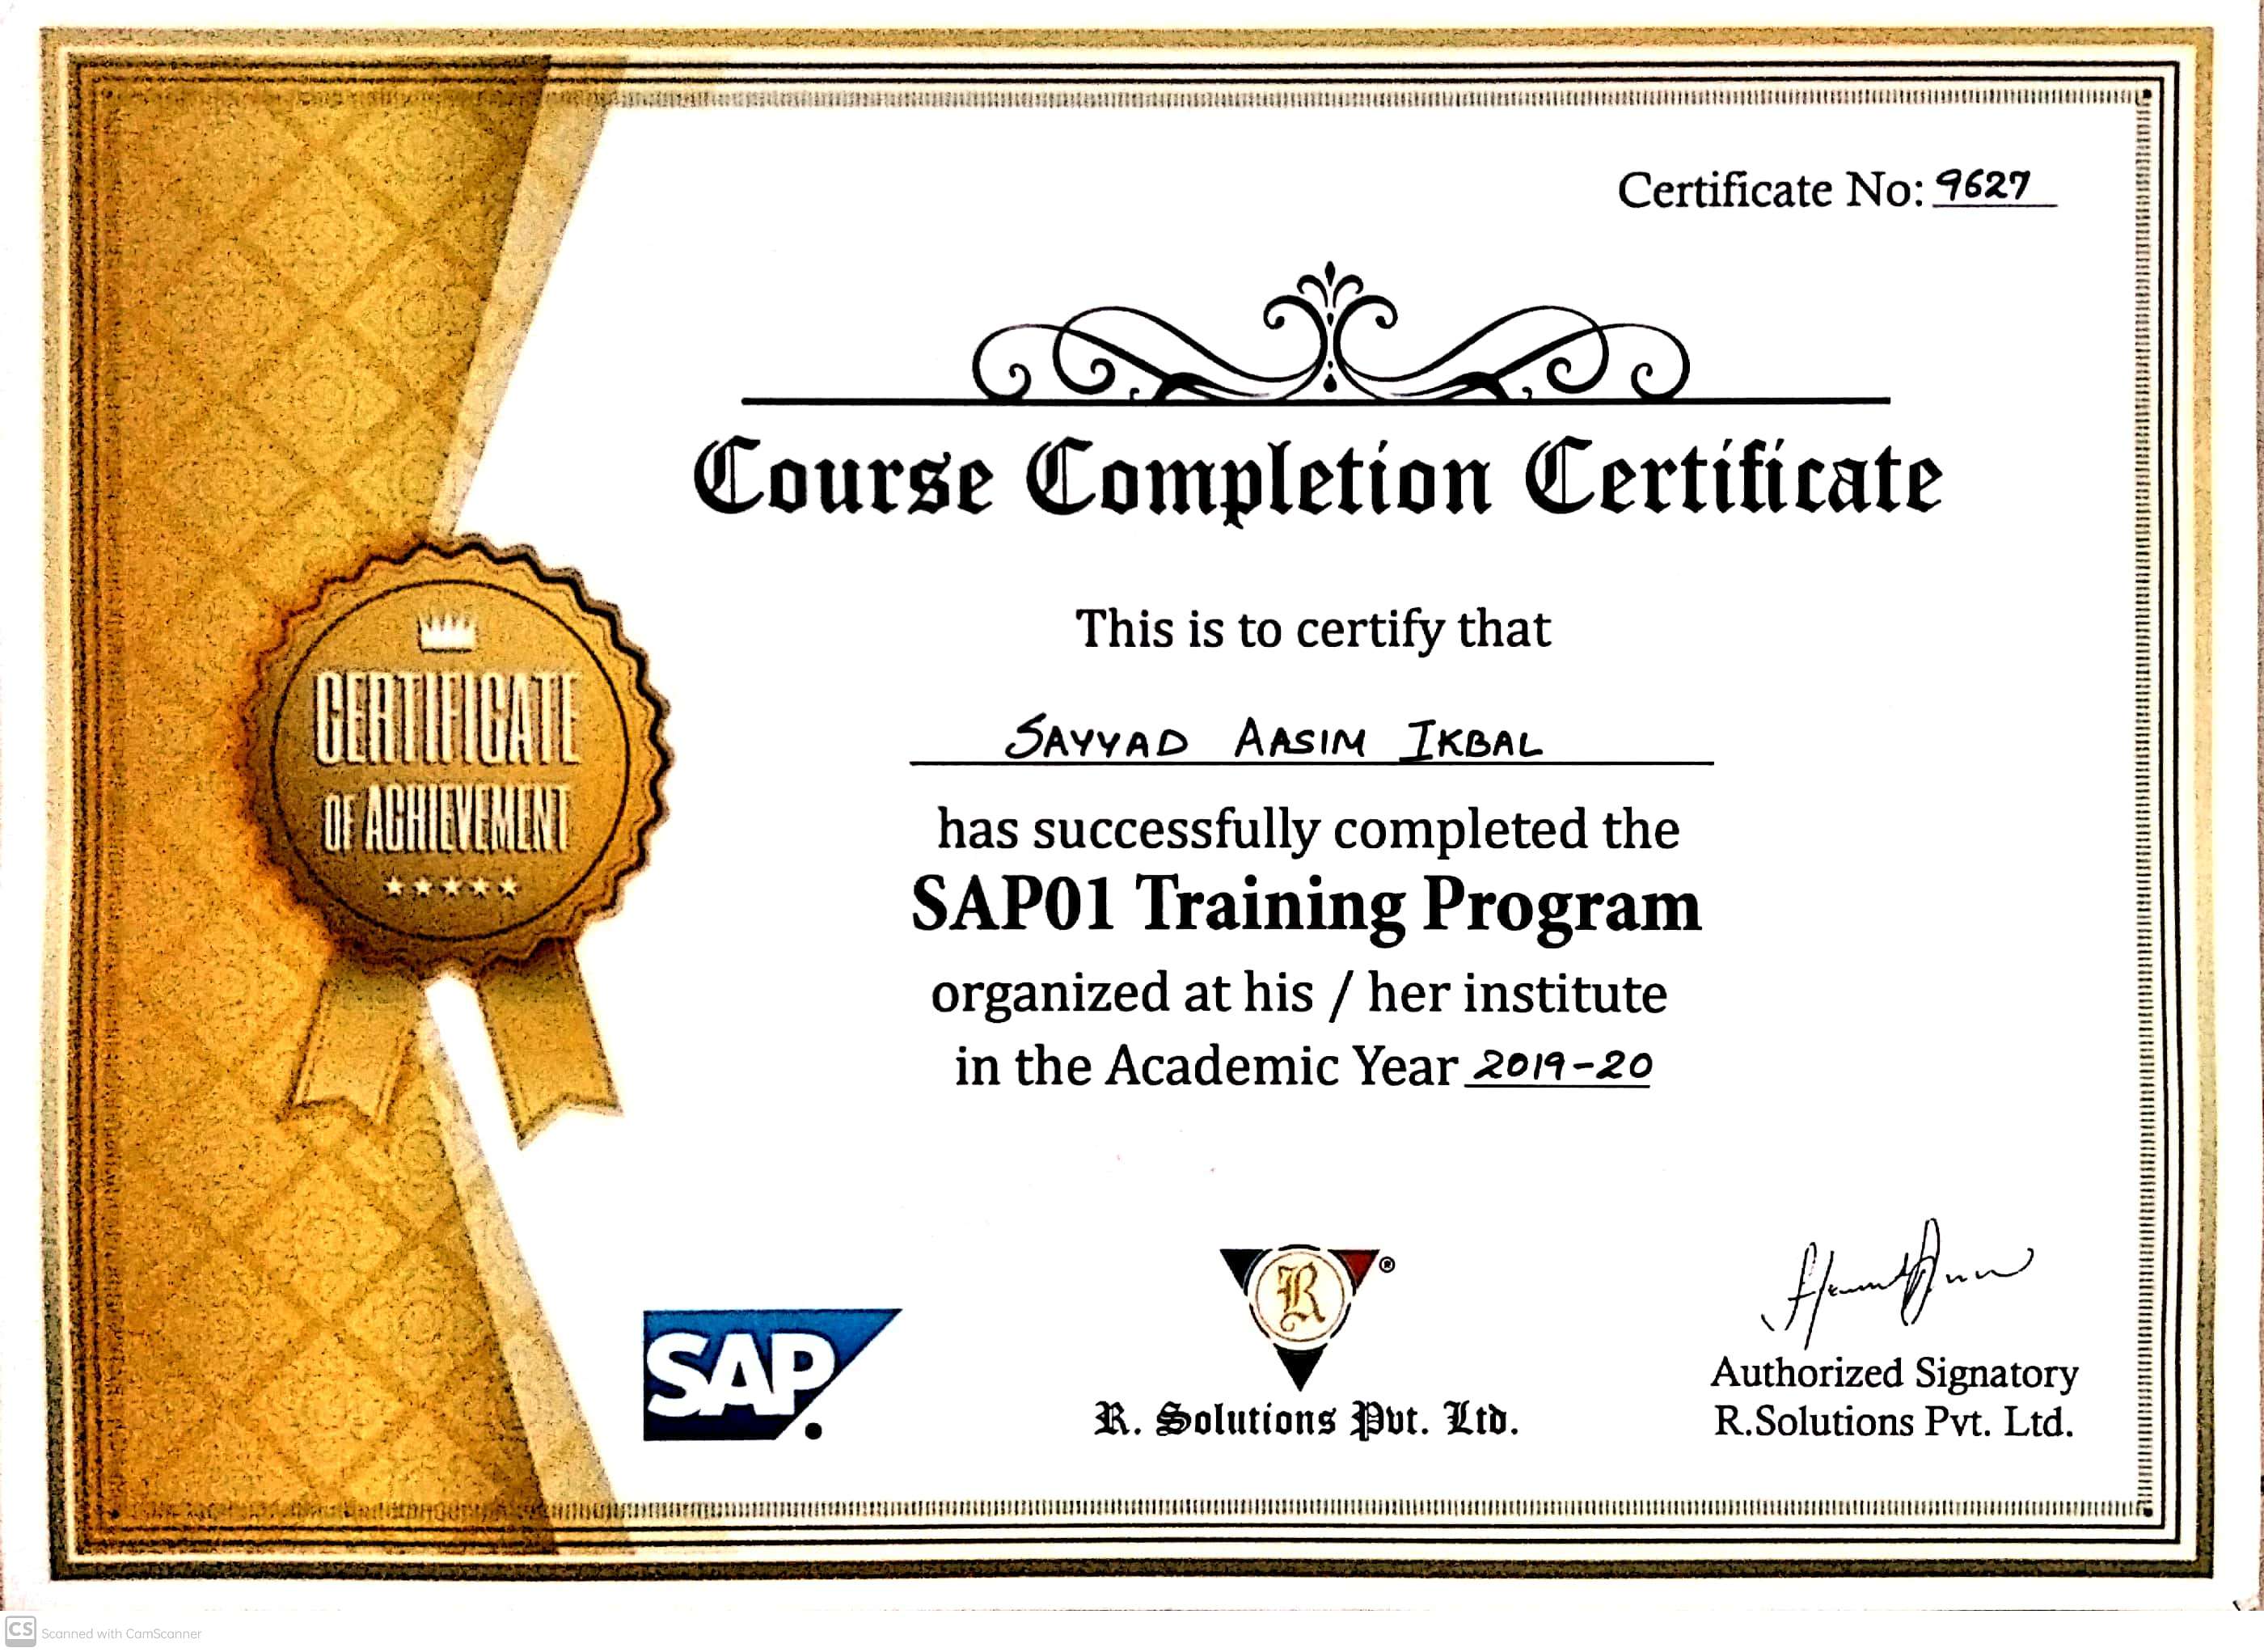 Certificate No: 9627
Course Completion Certificate
This is to certify that
SAYYAD AASIM IKBAL
has successfully completed the
SAP01 Training Program
organized at his / her institute
in the Academic Year 2019-20
CERTIFICATE
OF ACHIEVEMENT
SAP
R ®
R. Solutions Pvt. Ltd.
Authorized Signatory
R.Solutions Pvt. Ltd.
CS Scanned with CamScanner